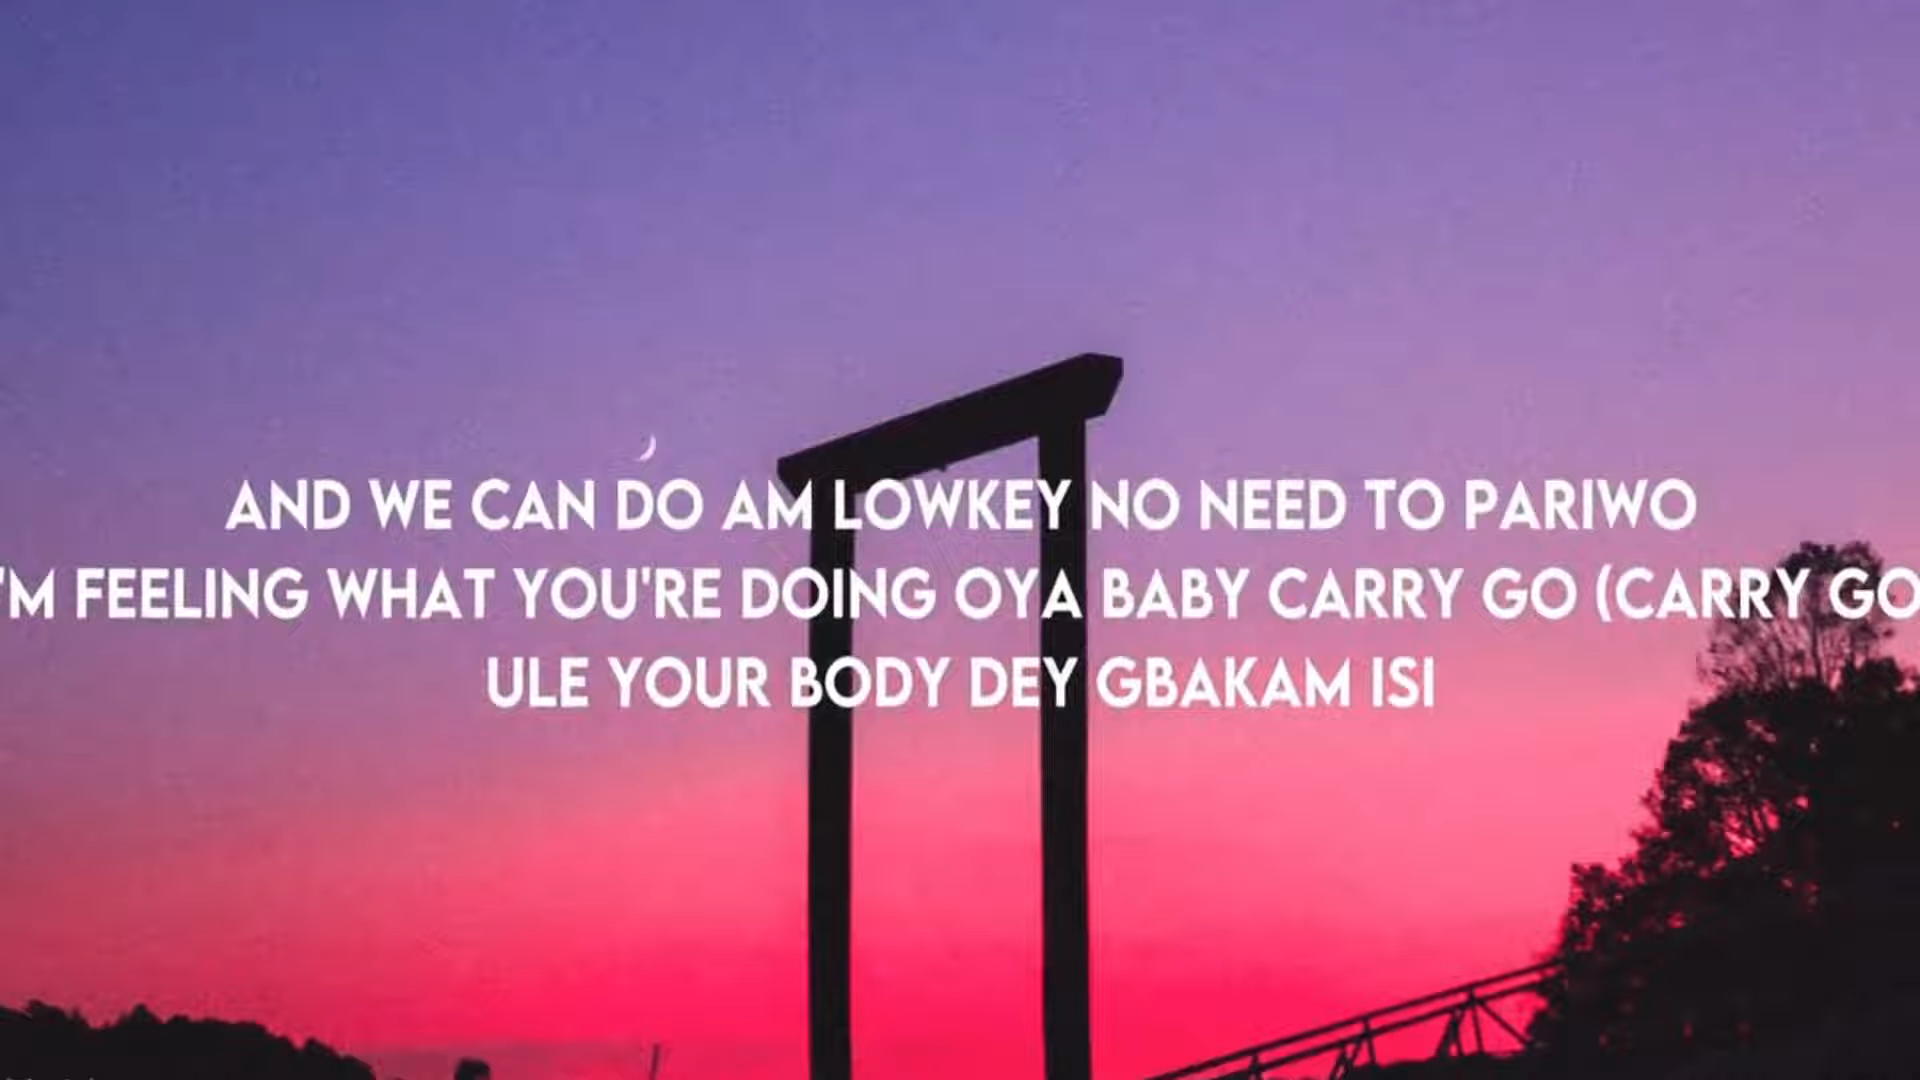 AND WE CAN DO AM LOWKEY NO NEED TO PARIWO
'M FEELING WHAT YOU'RE DOING OYA BABY CARRY GO (CARRY GO
ULE YOUR BODY DEY GBAKAM ISI